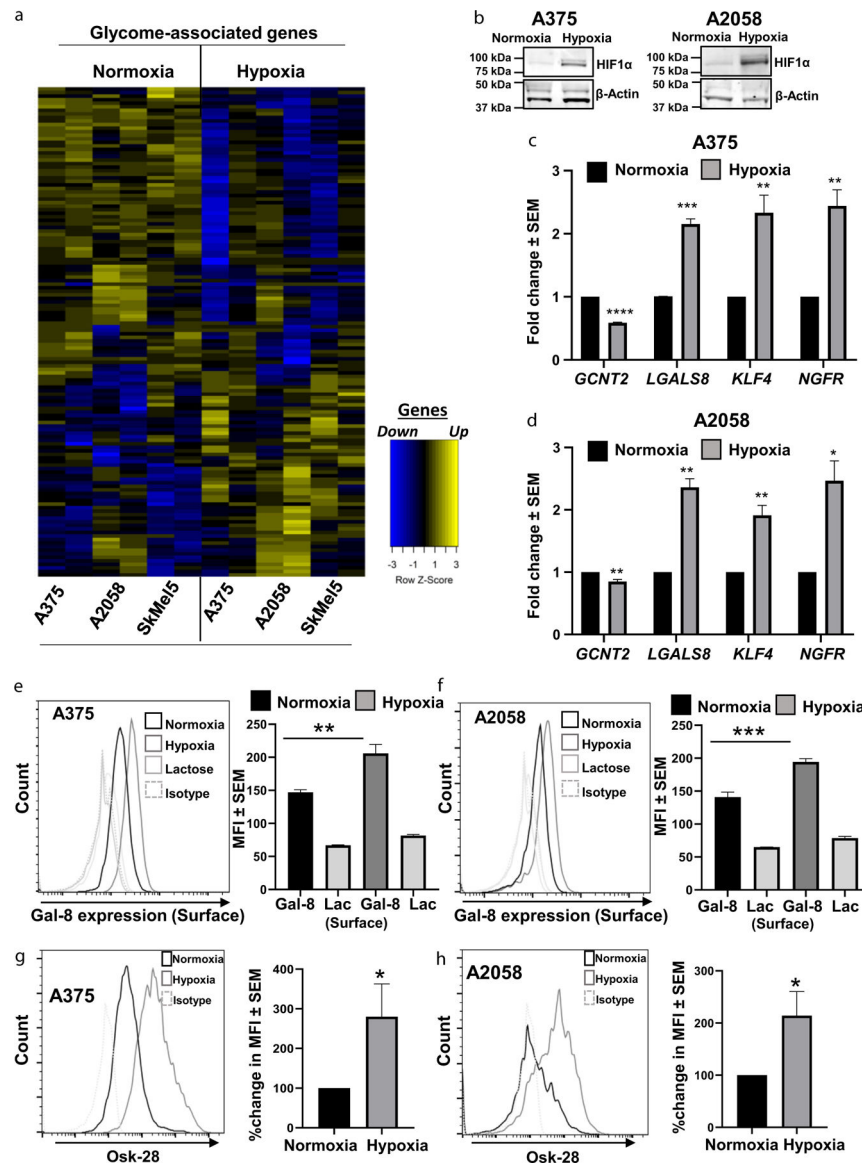 a
Glycome-associated genes
Normoxia Hypoxia
Genes
Down Up
-3 -1 1 3
Row Z-Score
A375 A2058 SkMel5 A375 A2058 SkMel5
b
A375 A2058
Normoxia Hypoxia Normoxia Hypoxia
100 kDa HIF1α 100 kDa HIF1α
75 kDa 75 kDa
50 kDa β-Actin 50 kDa β-Actin
37 kDa 37 kDa
c
A375
Normoxia Hypoxia
Fold change ± SEM
3
2
1
0
**** *** ** **
GCNT2 LGALS8 KLF4 NGFR
d
A2058
Normoxia Hypoxia
Fold change ± SEM
3
2
1
0
** ** ** *
GCNT2 LGALS8 KLF4 NGFR
e
A375
Normoxia
Hypoxia
Lactose
Isotype
Count
Gal-8 expression (Surface)
Normoxia Hypoxia
MFI ± SEM
250
200
150
100
50
0
**
Gal-8 Lac Gal-8 Lac
(Surface)
f
A2058
Normoxia
Hypoxia
Lactose
Isotype
Count
Gal-8 expression (Surface)
Normoxia Hypoxia
MFI ± SEM
250
200
150
100
50
0
***
Gal-8 Lac Gal-8 Lac
(Surface)
g
A375
Normoxia
Hypoxia
Isotype
Count
Osk-28
%change in MFI ± SEM
400
300
200
100
0
*
Normoxia Hypoxia
h
A2058
Normoxia
Hypoxia
Isotype
Count
Osk-28
%change in MFI ± SEM
300
200
100
0
*
Normoxia Hypoxia